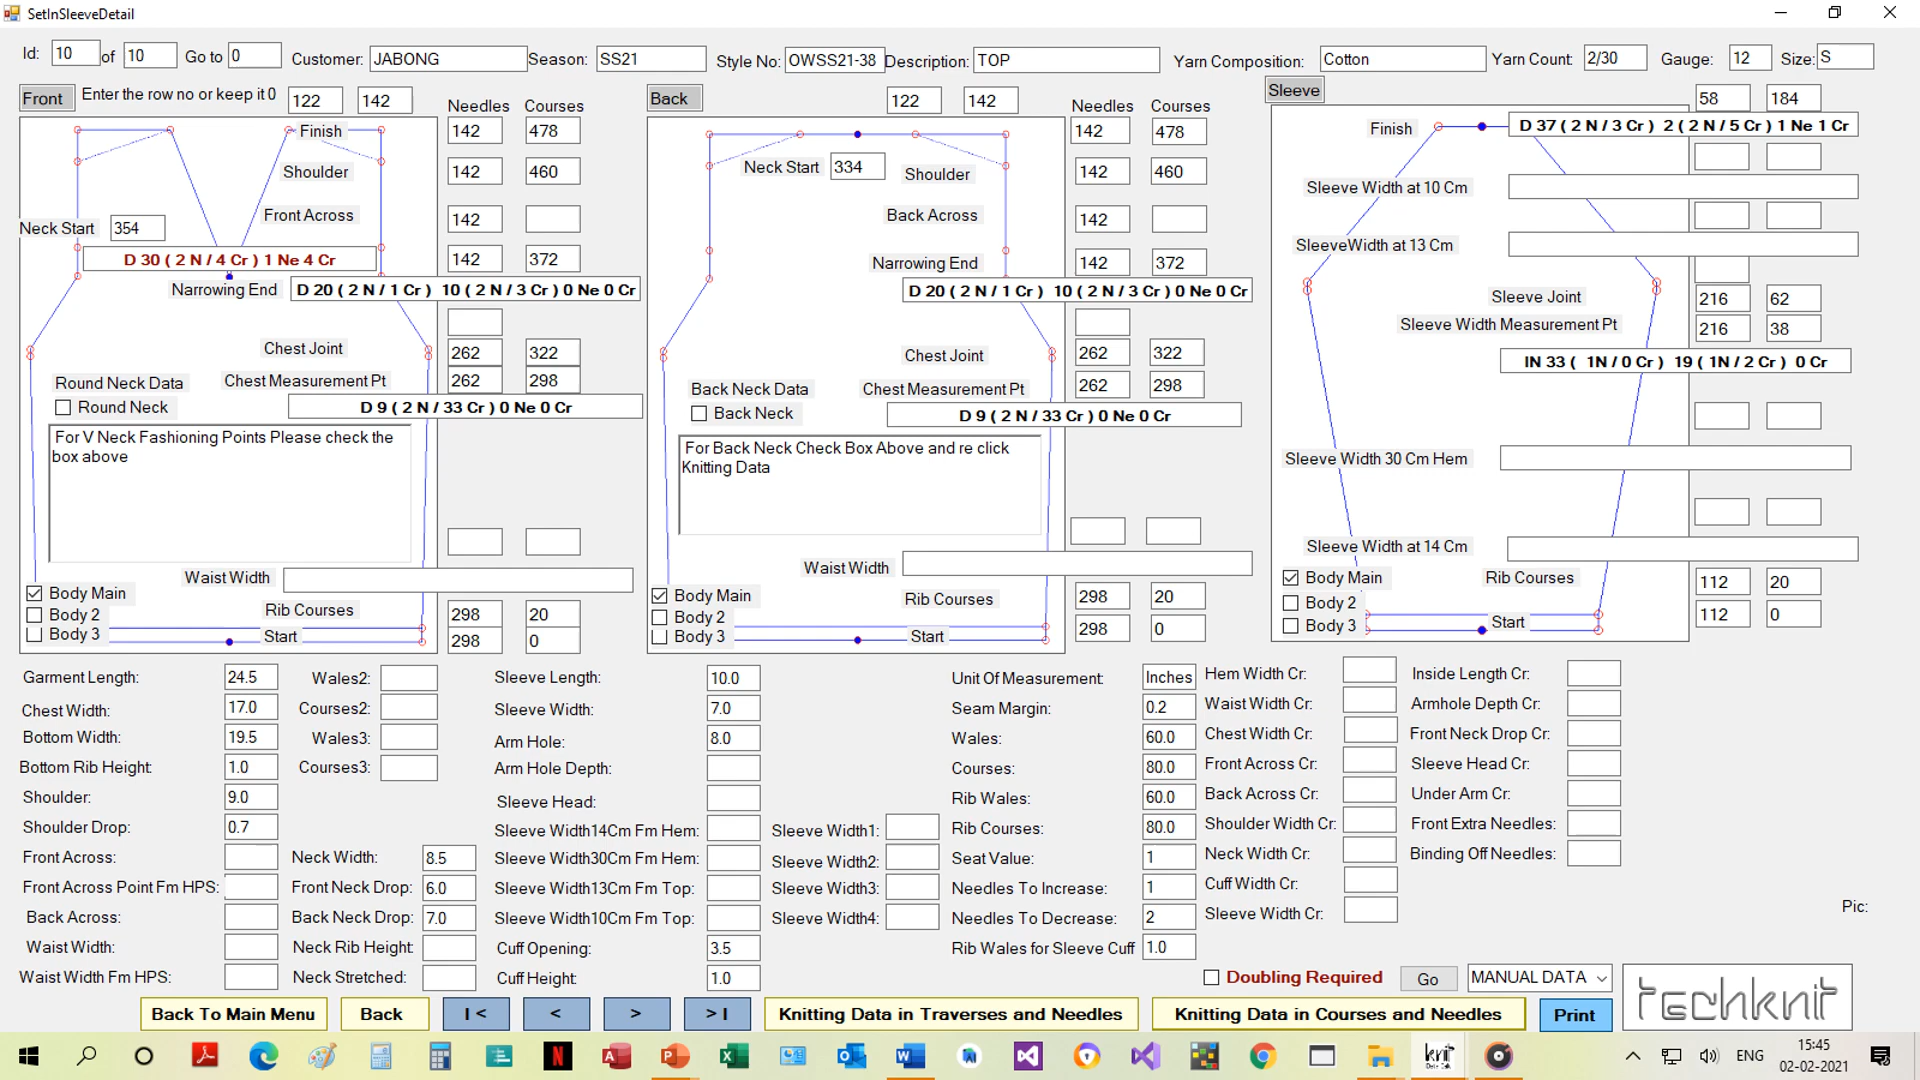 SetInSleeveDetail
Id: 10 of 10 Go to 0 Customer: JABONG Season: SS21 Style No: OWSS21-38 Description: TOP Yarn Composition: Cotton Yarn Count: 2/30 Gauge: 12 Size: S
Front Enter the row no or keep it 0 122 142
Needles Courses
Finish 142 478
Shoulder 142 460
Front Across 142
Neck Start 354
D 30 ( 2 N / 4 Cr ) 1 Ne 4 Cr 142 372
Narrowing End D 20 ( 2 N / 1 Cr ) 10 ( 2 N / 3 Cr ) 0 Ne 0 Cr
Chest Joint 262 322
Round Neck Data Chest Measurement Pt 262 298
Round Neck D 9 ( 2 N / 33 Cr ) 0 Ne 0 Cr
For V Neck Fashioning Points Please check the
box above
Waist Width
Body Main
Body 2 Rib Courses 298 20
Body 3 Start 298 0
Back 122 142
Needles Courses
142 478
Neck Start 334 Shoulder 142 460
Back Across 142
Narrowing End 142 372
D 20 ( 2 N / 1 Cr ) 10 ( 2 N / 3 Cr ) 0 Ne 0 Cr
Chest Joint 262 322
Back Neck Data Chest Measurement Pt 262 298
Back Neck D 9 ( 2 N / 33 Cr ) 0 Ne 0 Cr
For Back Neck Check Box Above and re click
Knitting Data
Waist Width
Body Main Rib Courses 298 20
Body 2
Body 3 Start 298 0
Sleeve 58 184
Finish D 37 ( 2 N / 3 Cr ) 2 ( 2 N / 5 Cr ) 1 Ne 1 Cr
Sleeve Width at 10 Cm
SleeveWidth at 13 Cm
Sleeve Joint 216 62
Sleeve Width Measurement Pt 216 38
IN 33 ( 1N / 0 Cr ) 19 ( 1N / 2 Cr ) 0 Cr
Sleeve Width 30 Cm Hem
Sleeve Width at 14 Cm
Body Main Rib Courses 112 20
Body 2
Body 3 Start 112 0
Garment Length: 24.5 Wales2: Sleeve Length: 10.0 Unit Of Measurement: Inches Hem Width Cr: Inside Length Cr:
Chest Width: 17.0 Courses2: Sleeve Width: 7.0 Seam Margin: 0.2 Waist Width Cr: Armhole Depth Cr:
Bottom Width: 19.5 Wales3: Arm Hole: 8.0 Wales: 60.0 Chest Width Cr: Front Neck Drop Cr:
Bottom Rib Height: 1.0 Courses3: Arm Hole Depth: Courses: 80.0 Front Across Cr: Sleeve Head Cr:
Shoulder: 9.0 Sleeve Head: Rib Wales: 60.0 Back Across Cr: Under Arm Cr:
Shoulder Drop: 0.7 Sleeve Width14Cm Fm Hem: Sleeve Width1: Rib Courses: 80.0 Shoulder Width Cr: Front Extra Needles:
Front Across: Neck Width: 8.5 Sleeve Width30Cm Fm Hem: Sleeve Width2: Seat Value: 1 Neck Width Cr: Binding Off Needles:
Front Across Point Fm HPS: Front Neck Drop: 6.0 Sleeve Width13Cm Fm Top: Sleeve Width3: Needles To Increase: 1 Cuff Width Cr:
Back Across: Back Neck Drop: 7.0 Sleeve Width10Cm Fm Top: Sleeve Width4: Needles To Decrease: 2 Sleeve Width Cr: Pic:
Waist Width: Neck Rib Height: Cuff Opening: 3.5 Rib Wales for Sleeve Cuff 1.0
Waist Width Fm HPS: Neck Stretched: Cuff Height: 1.0 Doubling Required Go MANUAL DATA
Back To Main Menu Back I < < > > I Knitting Data in Traverses and Needles Knitting Data in Courses and Needles Print techknit
ENG 15:45
02-02-2021